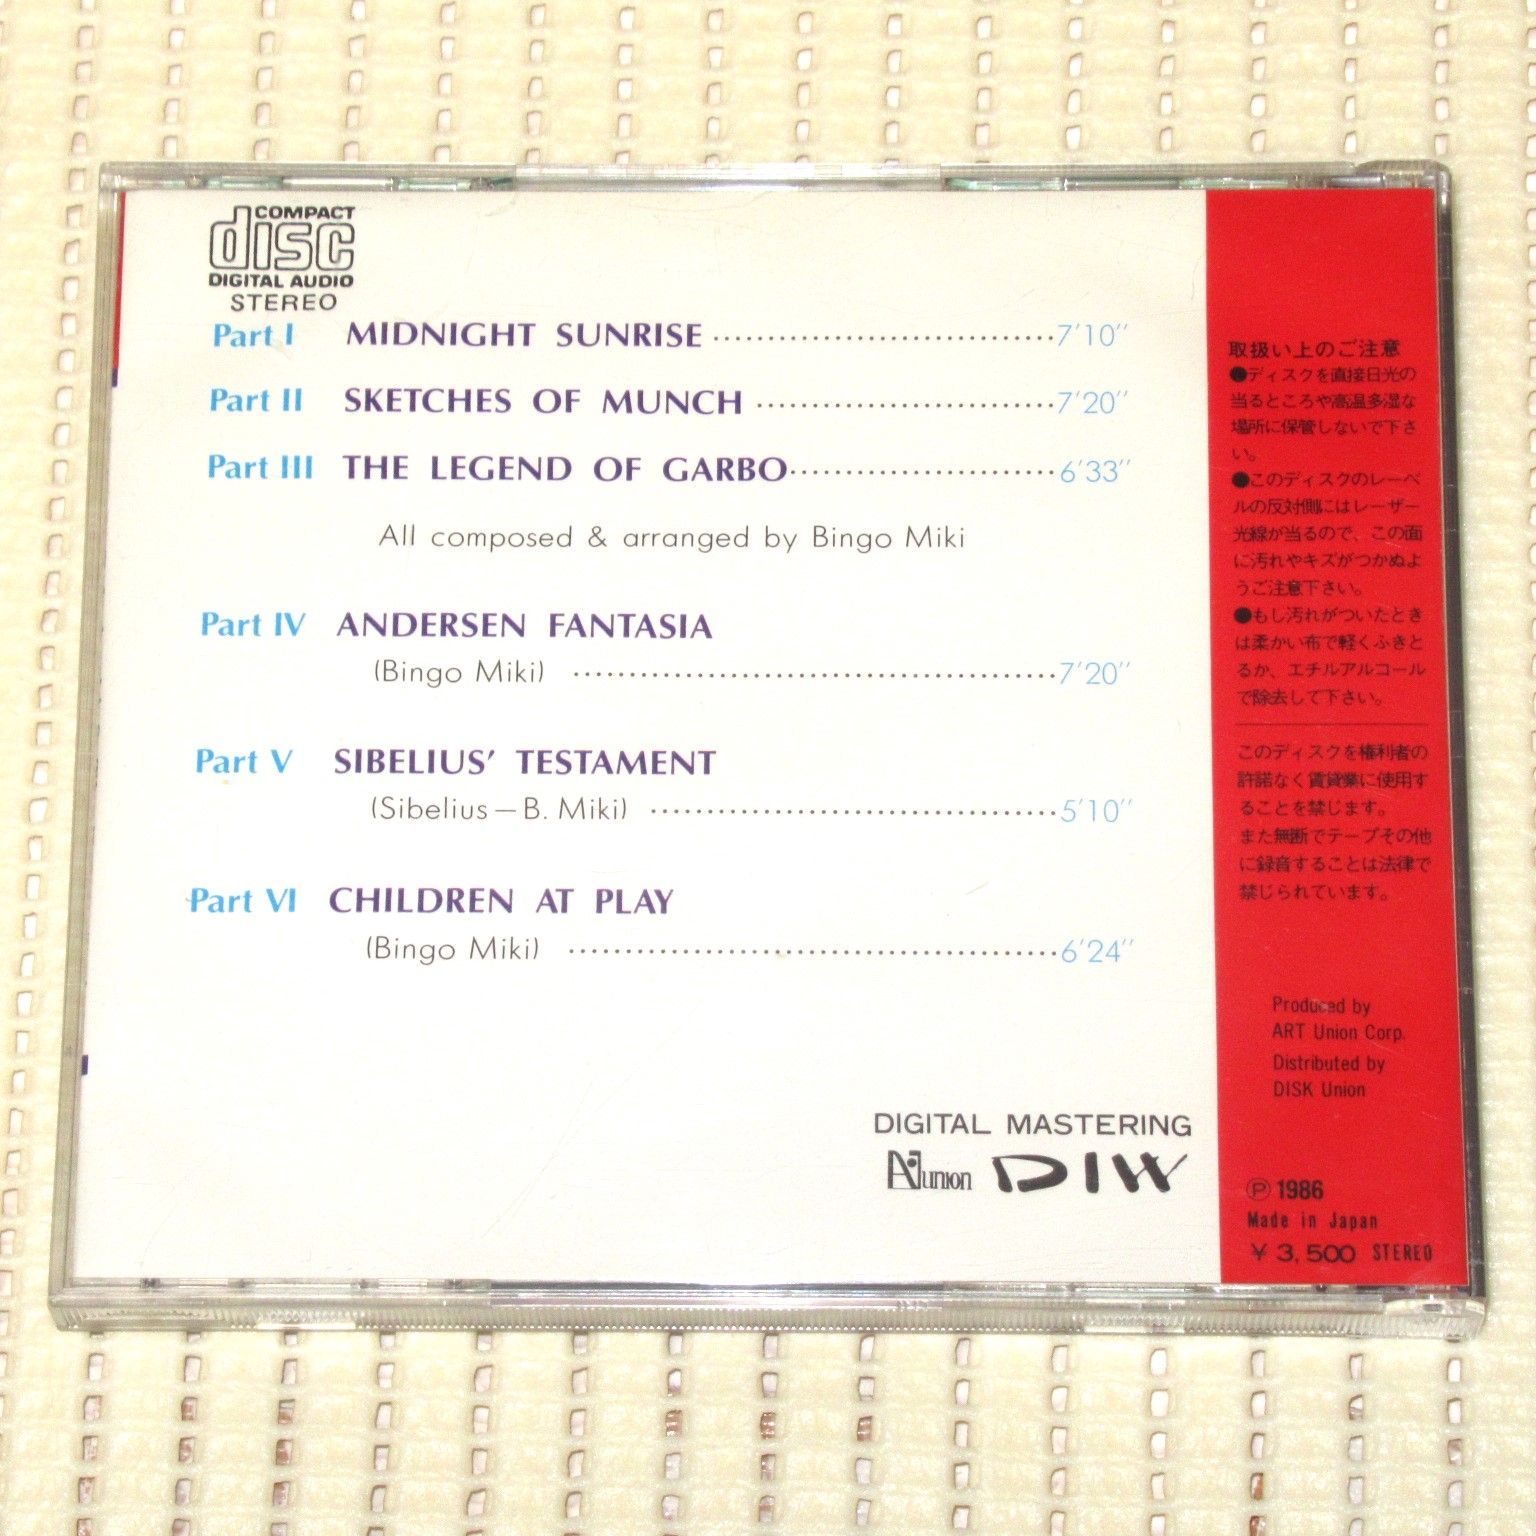 COMPACT
disc
DIGITAL AUDIO
STEREO
Part I MIDNIGHT SUNRISE 7'10''
Part II SKETCHES OF MUNCH 7'20''
Part III THE LEGEND OF GARBO 6'33''
All composed & arranged by Bingo Miki
Part IV ANDERSEN FANTASIA
(Bingo Miki) 7'20''
Part V SIBELIUS' TESTAMENT
(Sibelius — B. Miki) 5'10''
Part VI CHILDREN AT PLAY
(Bingo Miki) 6'24''
DIGITAL MASTERING
Art union DIW
取扱い上のご注意
●ディスクを直接日光の
当るところや高温多湿な
場所に保管しないで下さ
い。
●このディスクのレーベ
ルの反対側にはレーザー
光線が当るので、この面
に汚れやキズがつかぬよ
うご注意下さい。
●もし汚れがついたとき
は柔かい布で軽くふきと
るか、エチルアルコール
で除去して下さい。
このディスクを権利者の
許諾なく賃貸業に使用す
ることを禁じます。
また無断でテープその他
に録音することは法律で
禁じられています。
Produced by
ART Union Corp.
Distributed by
DISK Union
Ⓟ 1986
Made in Japan
¥ 3,500 STEREO